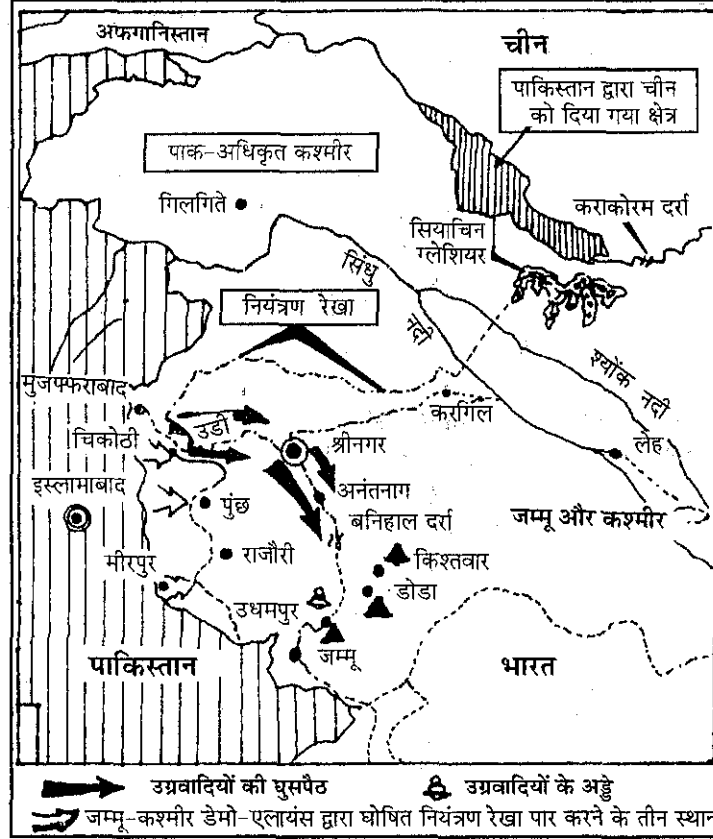 अफगानिस्तान
चीन
पाकिस्तान द्वारा चीन
को दिया गया क्षेत्र
पाक-अधिकृत कश्मीर
गिलगिते
कराकोरम दर्रा
सियाचिन
ग्लेशियर
सिंधु
नदी
नियंत्रण रेखा
श्योंक नदी
मुजफ्फराबाद
उडी
करगिल
चिकोठी
श्रीनगर
लेह
इस्लामाबाद
अनंतनाग
पुंछ
बनिहाल दर्रा
जम्मू और कश्मीर
राजौरी
किश्तवार
मीरपुर
डोडा
उधमपुर
जम्मू
पाकिस्तान
भारत
उग्रवादियों की घुसपैठ
उग्रवादियों के अड्डे
जम्मू-कश्मीर डेमो-एलायंस द्वारा घोषित नियंत्रण रेखा पार करने के तीन स्थान